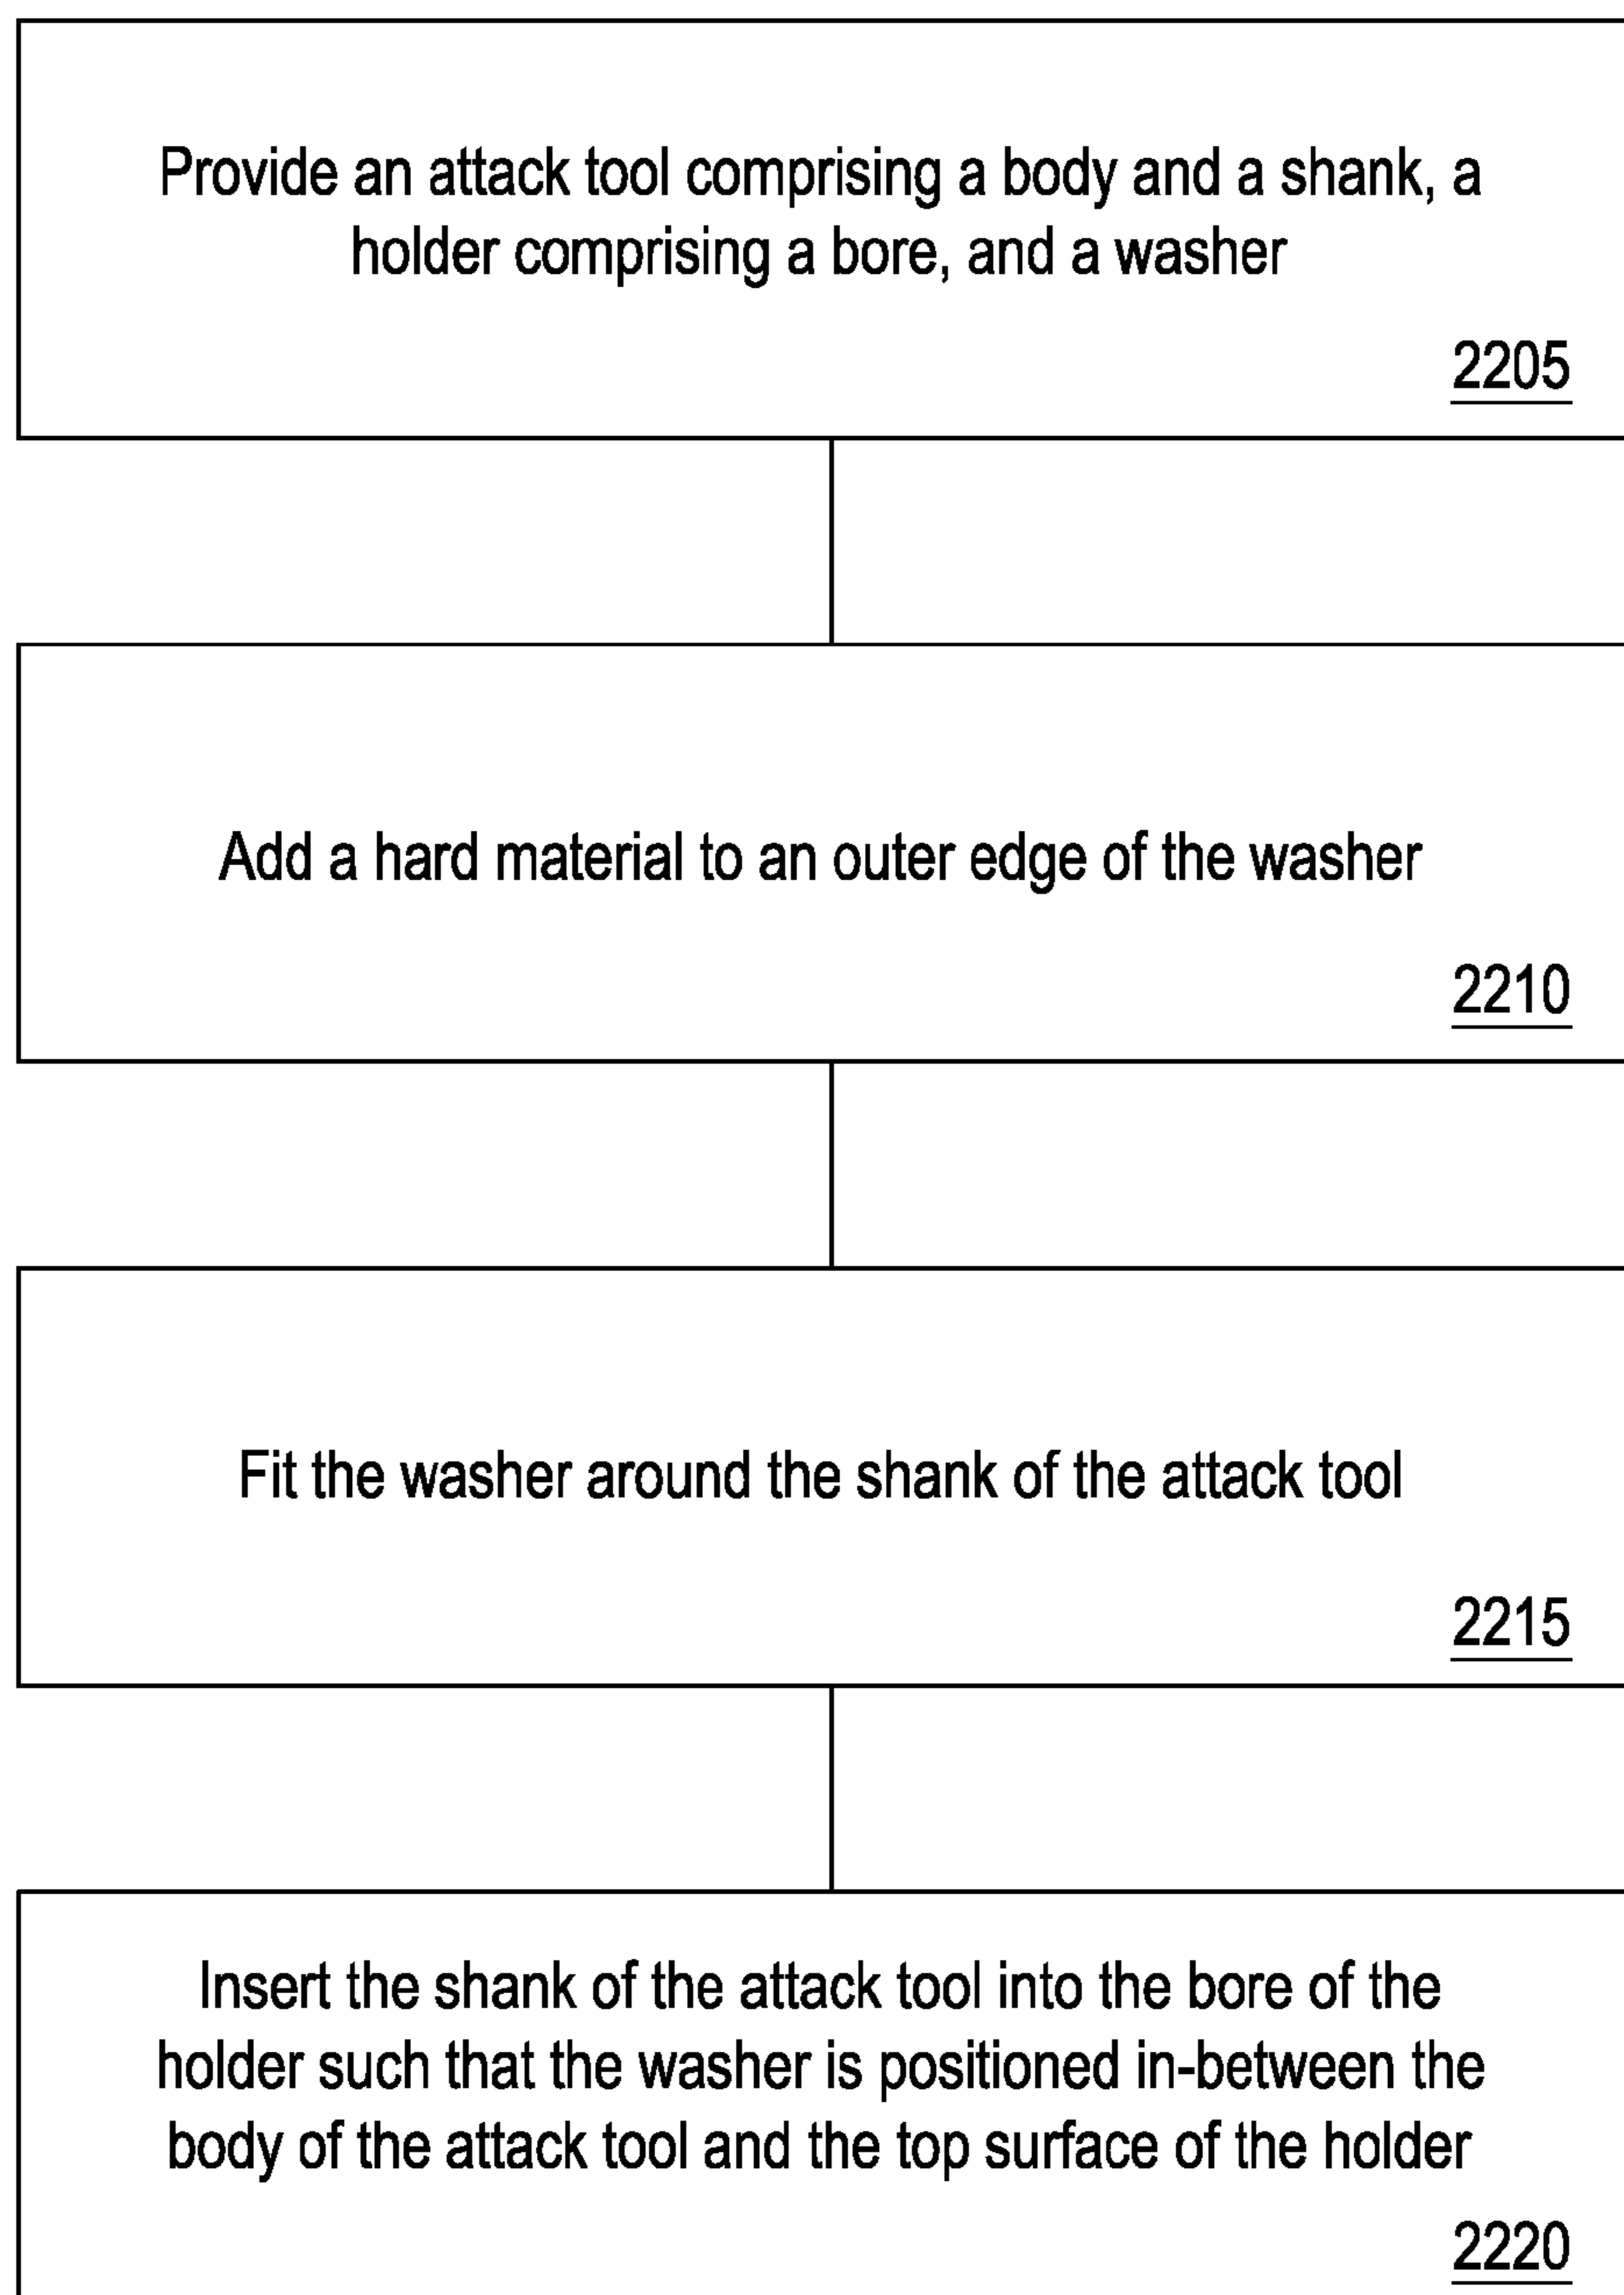 Provide an attack tool comprising a body and a shank, a
holder comprising a bore, and a washer
2205
Add a hard material to an outer edge of the washer
2210
Fit the washer around the shank of the attack tool
2215
Insert the shank of the attack tool into the bore of the
holder such that the washer is positioned in-between the
body of the attack tool and the top surface of the holder
2220